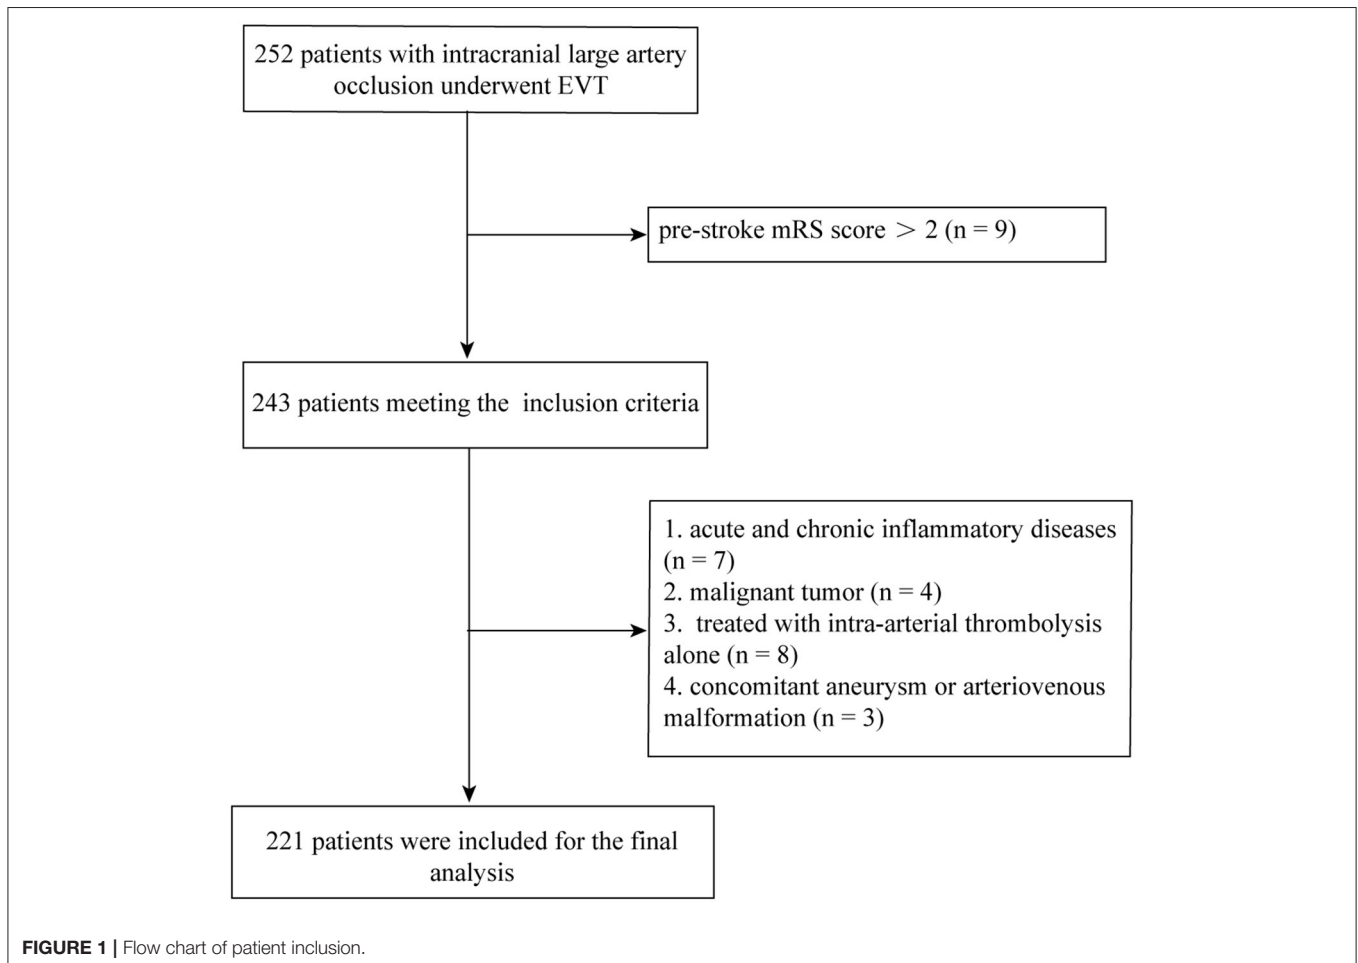 252 patients with intracranial large artery
occlusion underwent EVT
pre-stroke mRS score > 2 (n = 9)
243 patients meeting the inclusion criteria
1. acute and chronic inflammatory diseases
(n = 7)
2. malignant tumor (n = 4)
3. treated with intra-arterial thrombolysis
alone (n = 8)
4. concomitant aneurysm or arteriovenous
malformation (n = 3)
221 patients were included for the final
analysis
FIGURE 1 | Flow chart of patient inclusion.